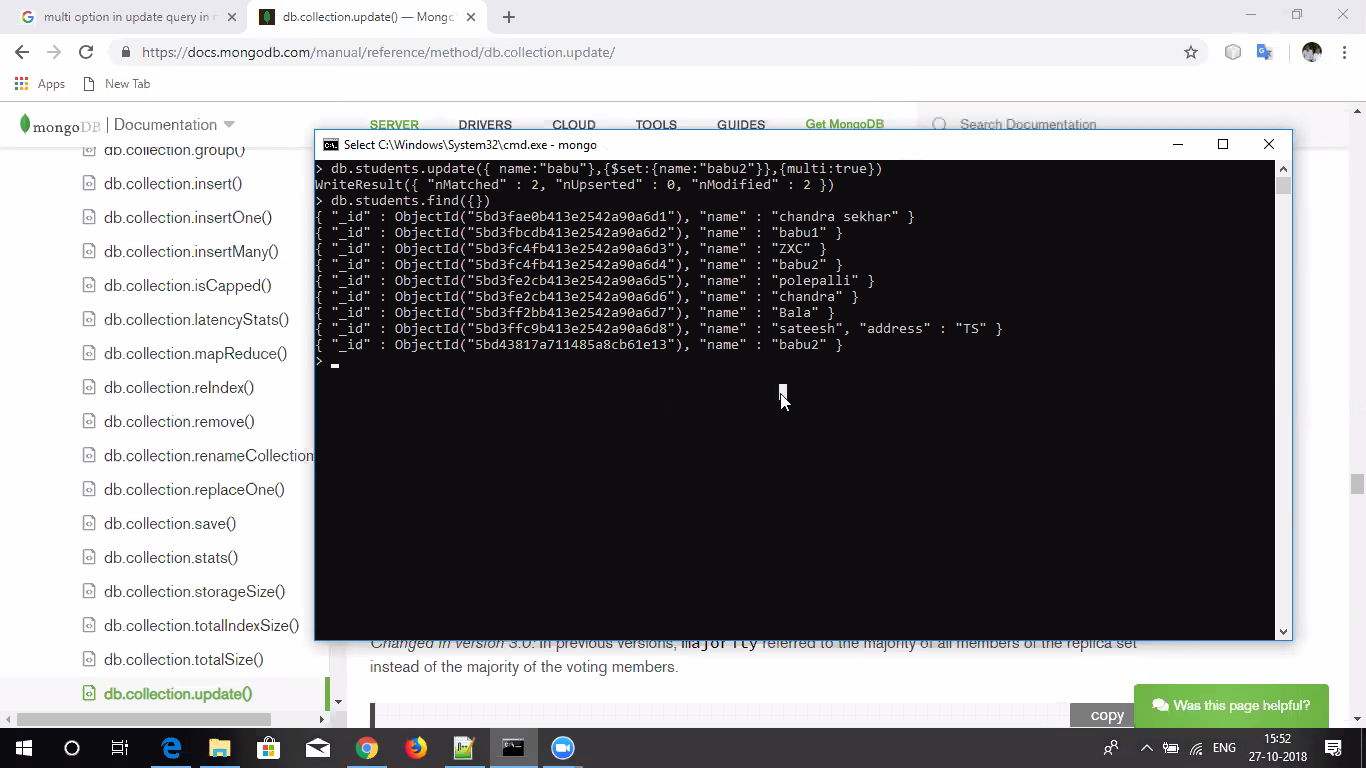 multi option in update query in
db.collection.update() — Mongo
https://docs.mongodb.com/manual/reference/method/db.collection.update/
Apps
New Tab
mongoDB | Documentation
SERVER
DRIVERS
CLOUD
TOOLS
GUIDES
Get MongoDB
Search Documentation
db.collection.group()
db.collection.insert()
db.collection.insertOne()
db.collection.insertMany()
db.collection.isCapped()
db.collection.latencyStats()
db.collection.mapReduce()
db.collection.reIndex()
db.collection.remove()
db.collection.renameCollection
db.collection.replaceOne()
db.collection.save()
db.collection.stats()
db.collection.storageSize()
db.collection.totalIndexSize()
db.collection.totalSize()
db.collection.update()
Select C:\Windows\System32\cmd.exe - mongo
> db.students.update({ name:"babu"},{$set:{name:"babu2"}},{multi:true})
WriteResult({ "nMatched" : 2, "nUpserted" : 0, "nModified" : 2 })
> db.students.find({})
{ "_id" : ObjectId("5bd3fae0b413e2542a90a6d1"), "name" : "chandra sekhar" }
{ "_id" : ObjectId("5bd3fbcdb413e2542a90a6d2"), "name" : "babu1" }
{ "_id" : ObjectId("5bd3fc4fb413e2542a90a6d3"), "name" : "ZXC" }
{ "_id" : ObjectId("5bd3fc4fb413e2542a90a6d4"), "name" : "babu2" }
{ "_id" : ObjectId("5bd3fe2cb413e2542a90a6d5"), "name" : "polepalli" }
{ "_id" : ObjectId("5bd3fe2cb413e2542a90a6d6"), "name" : "chandra" }
{ "_id" : ObjectId("5bd3ff2bb413e2542a90a6d7"), "name" : "Bala" }
{ "_id" : ObjectId("5bd3ffc9b413e2542a90a6d8"), "name" : "sateesh", "address" : "TS" }
{ "_id" : ObjectId("5bd43817a711485a8cb61e13"), "name" : "babu2" }
>
Changed in version 3.0: In previous versions, majority referred to the majority of all members of the replica set
instead of the majority of the voting members.
copy
Was this page helpful?
ENG
15:52
27-10-2018